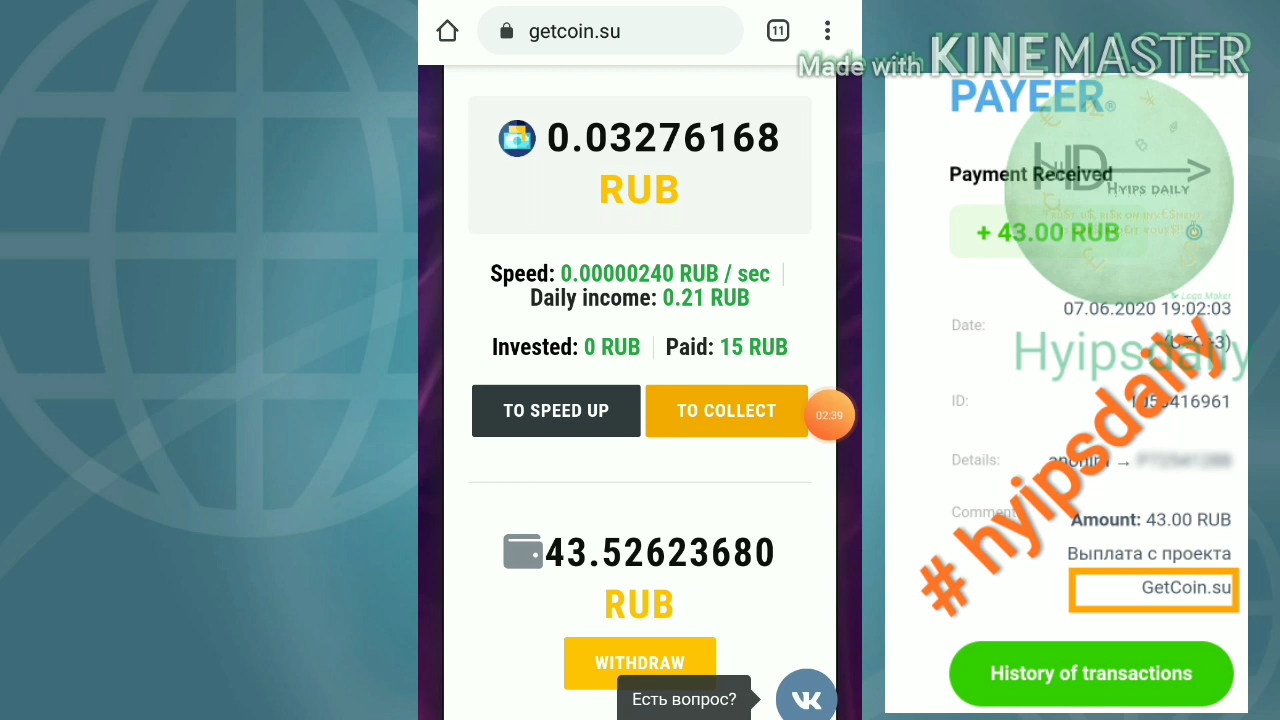 getcoin.su
11
Made with KINEMASTER
0.03276168
RUB
Speed: 0.00000240 RUB / sec
Daily income: 0.21 RUB
Invested: 0 RUB
Paid: 15 RUB
TO SPEED UP
TO COLLECT
02:39
43.52623680
RUB
WITHDRAW
Есть вопрос?
PAYEER®
HD
HYIPS DAILY
Payment Received
+ 43.00 RUB
Logo Maker
Date:
07.06.2020 19:02:03
Hyipsdaily
ID:
Details:
Comment
# hyipsdaily
Amount: 43.00 RUB
Выплата с проекта
GetCoin.su
History of transactions